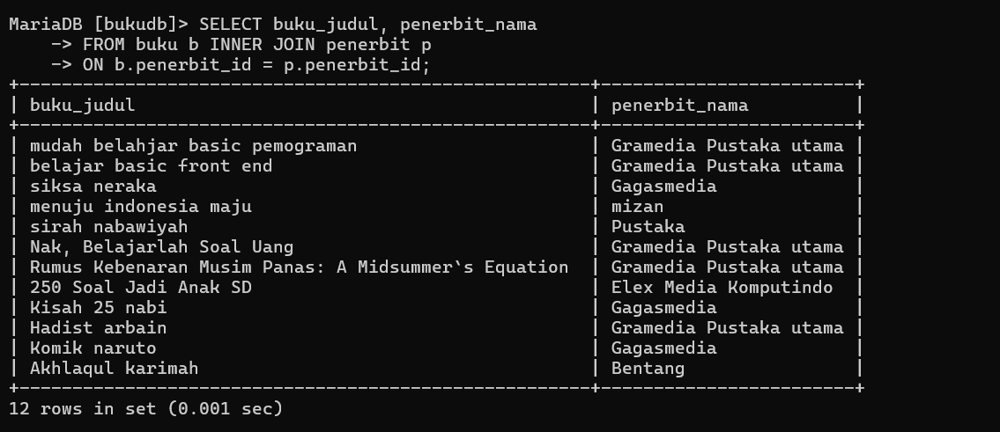 MariaDB [bukudb]> SELECT buku_judul, penerbit_nama
    -> FROM buku b INNER JOIN penerbit p
    -> ON b.penerbit_id = p.penerbit_id;
+------------------------------------------------------+------------------------+
| buku_judul                                           | penerbit_nama          |
+------------------------------------------------------+------------------------+
| mudah belahjar basic pemograman                      | Gramedia Pustaka utama |
| belajar basic front end                              | Gramedia Pustaka utama |
| siksa neraka                                         | Gagasmedia             |
| menuju indonesia maju                                | mizan                  |
| sirah nabawiyah                                      | Pustaka                |
| Nak, Belajarlah Soal Uang                            | Gramedia Pustaka utama |
| Rumus Kebenaran Musim Panas: A Midsummer`s Equation  | Gramedia Pustaka utama |
| 250 Soal Jadi Anak SD                                | Elex Media Komputindo  |
| Kisah 25 nabi                                        | Gagasmedia             |
| Hadist arbain                                        | Gramedia Pustaka utama |
| Komik naruto                                         | Gagasmedia             |
| Akhlaqul karimah                                     | Bentang                |
+------------------------------------------------------+------------------------+
12 rows in set (0.001 sec)